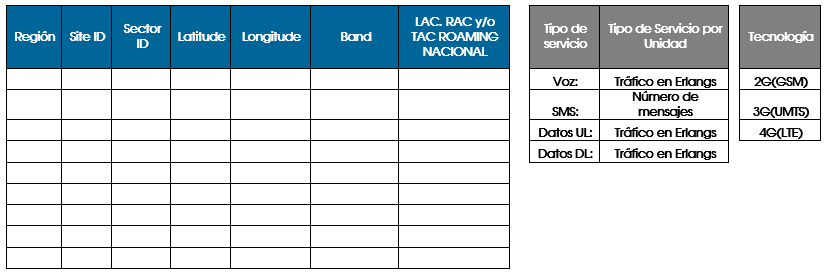 Región
Site ID
Sector
ID
Latitude
Longitude
Band
LAC. RAC y/o
TAC ROAMING
NACIONAL
Tipo de
servicio
Tipo de Servicio por
Unidad
Voz:
Tráfico en Erlangs
SMS:
Número de
mensajes
Datos UL:
Tráfico en Erlangs
Datos DL:
Tráfico en Erlangs
Tecnología
2G(GSM)
3G(UMTS)
4G(LTE)